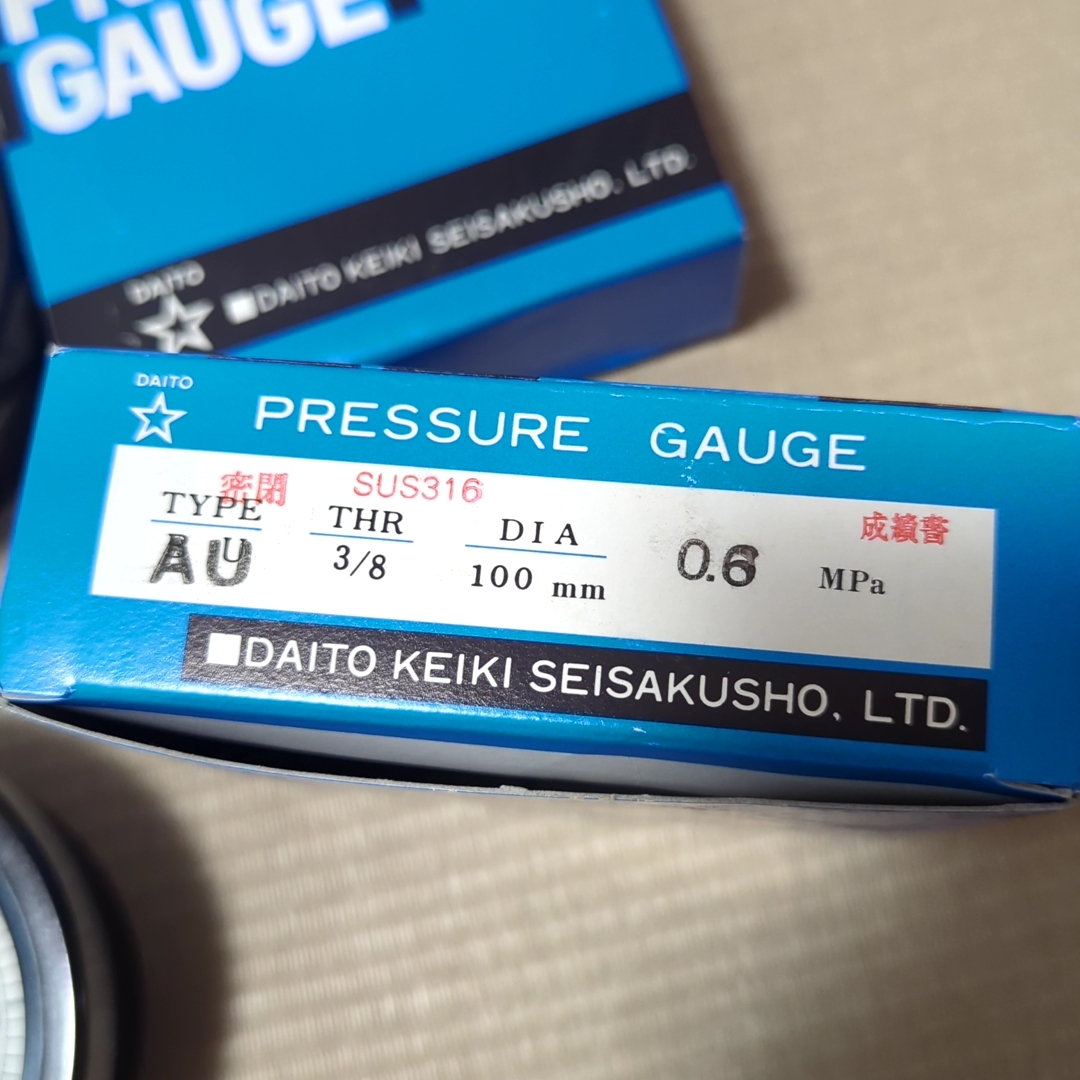 GAUGE
DAITO
■DAITO KEIKI SEISAKUSHO, LTD.
DAITO
PRESSURE GAUGE
密閉 SUS316 成績書
TYPE THR DIA
AU 3/8 100 mm 0.6 MPa
■DAITO KEIKI SEISAKUSHO, LTD.